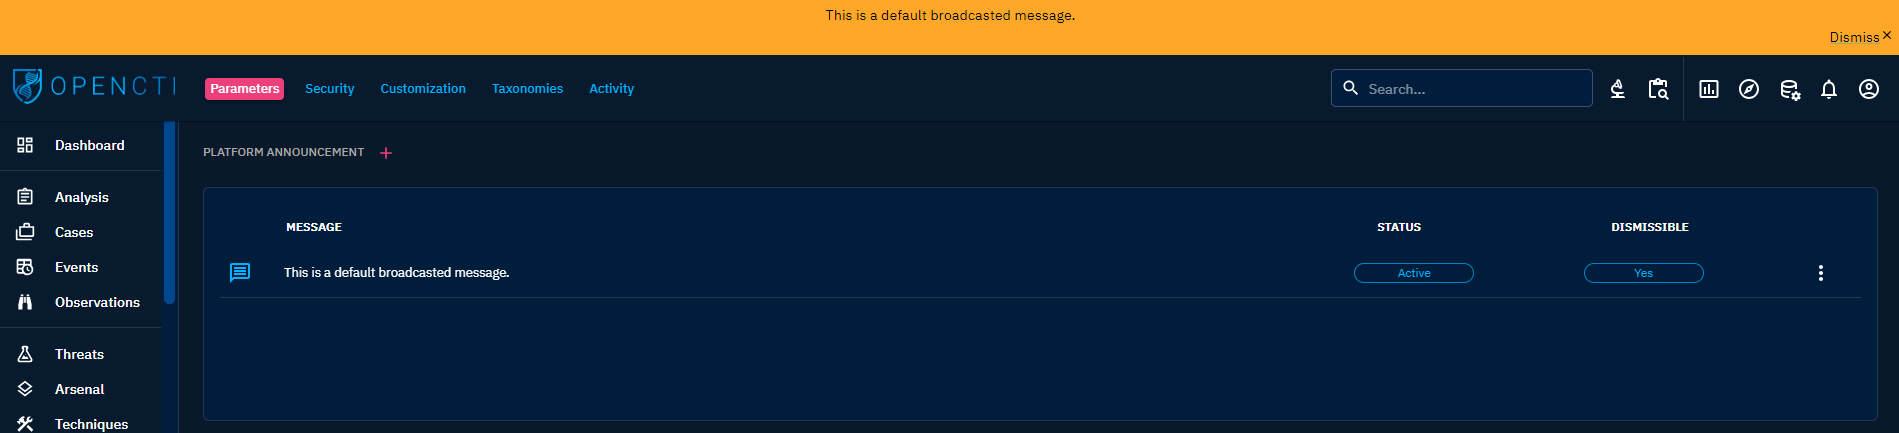 This is a default broadcasted message.
Dismiss
OPENCTI
Parameters Security Customization Taxonomies Activity
Search...
Dashboard
PLATFORM ANNOUNCEMENT
Analysis
Cases
Events
Observations
Threats
Arsenal
Techniques
MESSAGE STATUS DISMISSIBLE
This is a default broadcasted message. Active Yes